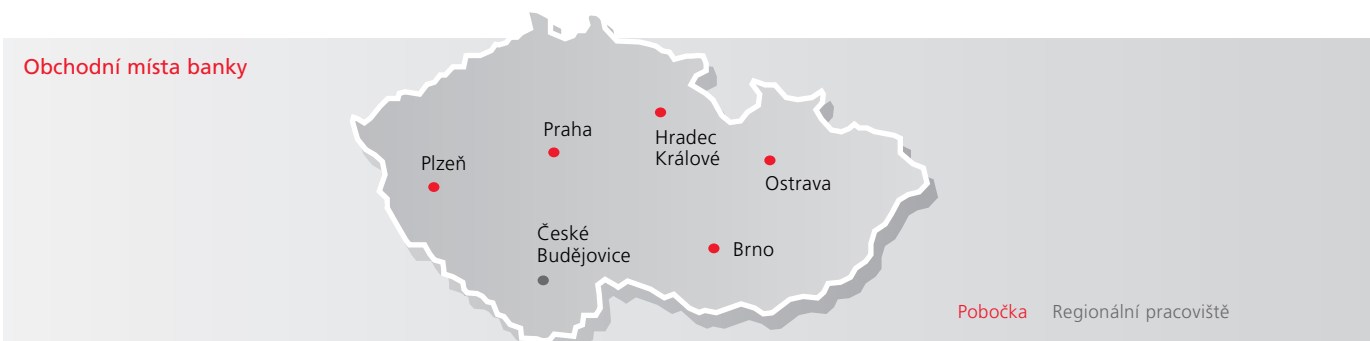 Obchodní místa banky
Praha
Hradec
Králové
Plzeň
Ostrava
České
Budějovice
Brno
Pobočka Regionální pracoviště